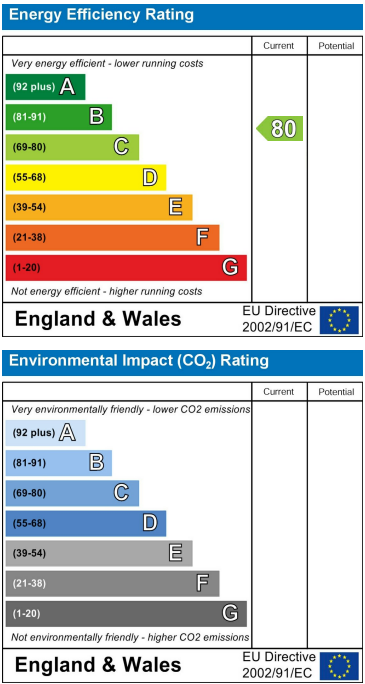 Energy Efficiency Rating
Current Potential
Very energy efficient - lower running costs
(92 plus) A
(81-91) B
80
(69-80) C
(55-68) D
(39-54) E
(21-38) F
(1-20) G
Not energy efficient - higher running costs
England & Wales
EU Directive
2002/91/EC
Environmental Impact (CO₂) Rating
Current Potential
Very environmentally friendly - lower CO2 emissions
(92 plus) A
(81-91) B
(69-80) C
(55-68) D
(39-54) E
(21-38) F
(1-20) G
Not environmentally friendly - higher CO2 emissions
England & Wales
EU Directive
2002/91/EC